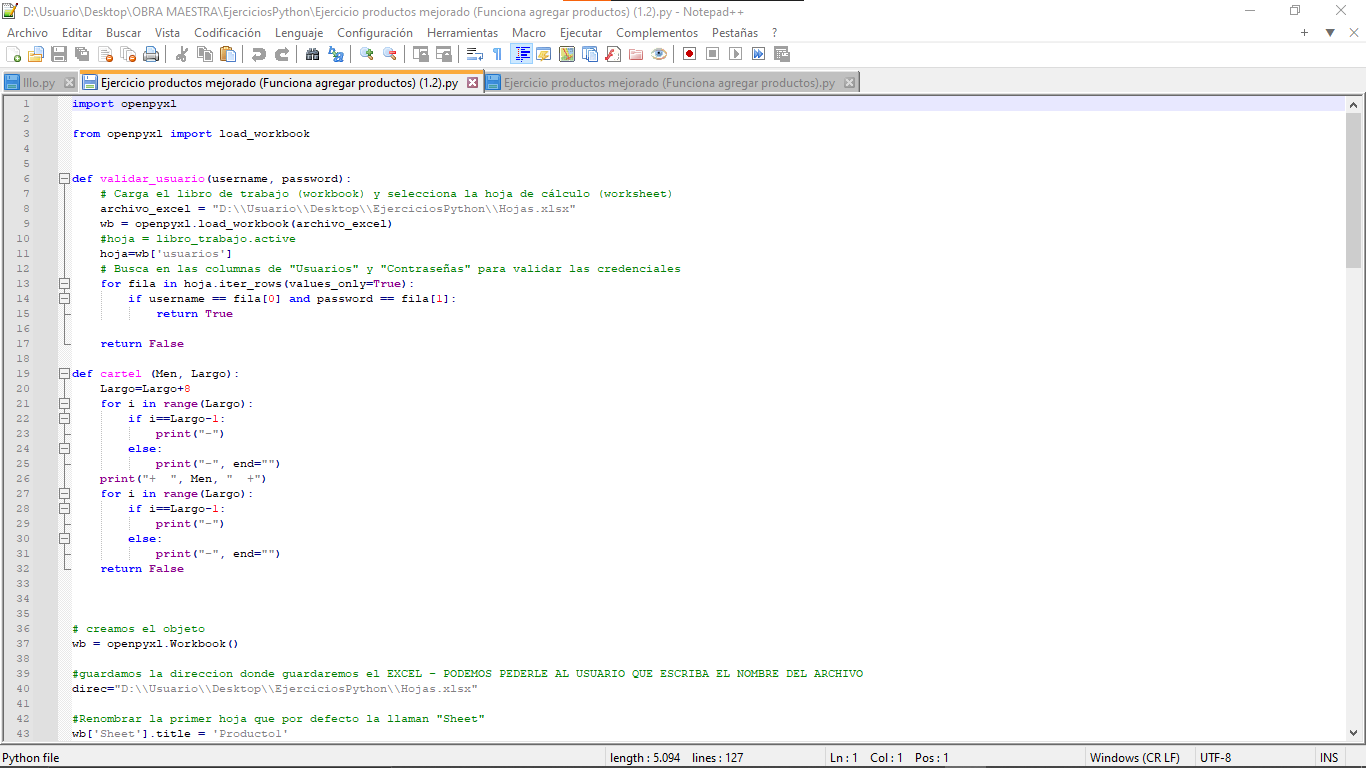 D:\Usuario\Desktop\OBRA MAESTRA\EjerciciosPython\Ejercicio productos mejorado (Funciona agregar productos) (1.2).py - Notepad++
Archivo Editar Buscar Vista Codificación Lenguaje Configuración Herramientas Macro Ejecutar Complementos Pestañas ?
Illo.py Ejercicio productos mejorado (Funciona agregar productos) (1.2).py Ejercicio productos mejorado (Funciona agregar productos).py
1 import openpyxl
2
3 from openpyxl import load_workbook
4
5
6 def validar_usuario(username, password):
7 # Carga el libro de trabajo (workbook) y selecciona la hoja de cálculo (worksheet)
8 archivo_excel = "D:\\Usuario\\Desktop\\EjerciciosPython\\Hojas.xlsx"
9 wb = openpyxl.load_workbook(archivo_excel)
10 #hoja = libro_trabajo.active
11 hoja=wb['usuarios']
12 # Busca en las columnas de "Usuarios" y "Contraseñas" para validar las credenciales
13 for fila in hoja.iter_rows(values_only=True):
14 if username == fila[0] and password == fila[1]:
15 return True
16
17 return False
18
19 def cartel (Men, Largo):
20 Largo=Largo+8
21 for i in range(Largo):
22 if i==Largo-1:
23 print("-")
24 else:
25 print("-", end="")
26 print("+  ", Men, "  +")
27 for i in range(Largo):
28 if i==Largo-1:
29 print("-")
30 else:
31 print("-", end="")
32 return False
33
34
35
36 # creamos el objeto
37 wb = openpyxl.Workbook()
38
39 #guardamos la direccion donde guardaremos el EXCEL - PODEMOS PEDERLE AL USUARIO QUE ESCRIBA EL NOMBRE DEL ARCHIVO
40 direc="D:\\Usuario\\Desktop\\EjerciciosPython\\Hojas.xlsx"
41
42 #Renombrar la primer hoja que por defecto la llaman "Sheet"
43 wb['Sheet'].title = 'Producto1'
Python file length : 5.094 lines : 127 Ln : 1 Col : 1 Pos : 1 Windows (CR LF) UTF-8 INS